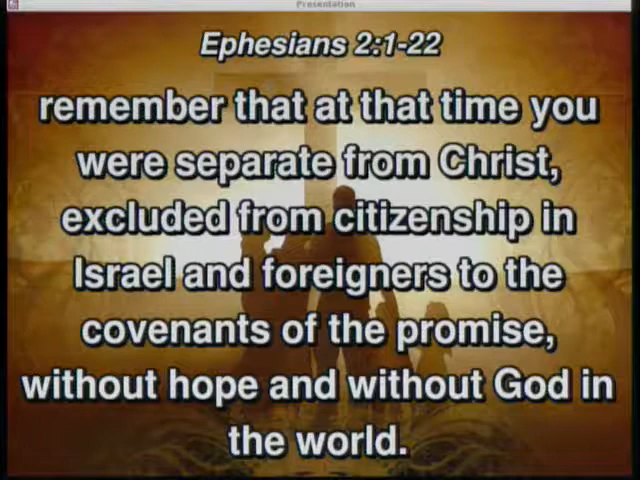 Presentation
Ephesians 2:1-22
remember that at that time you
were separate from Christ,
excluded from citizenship in
Israel and foreigners to the
covenants of the promise,
without hope and without God in
the world.